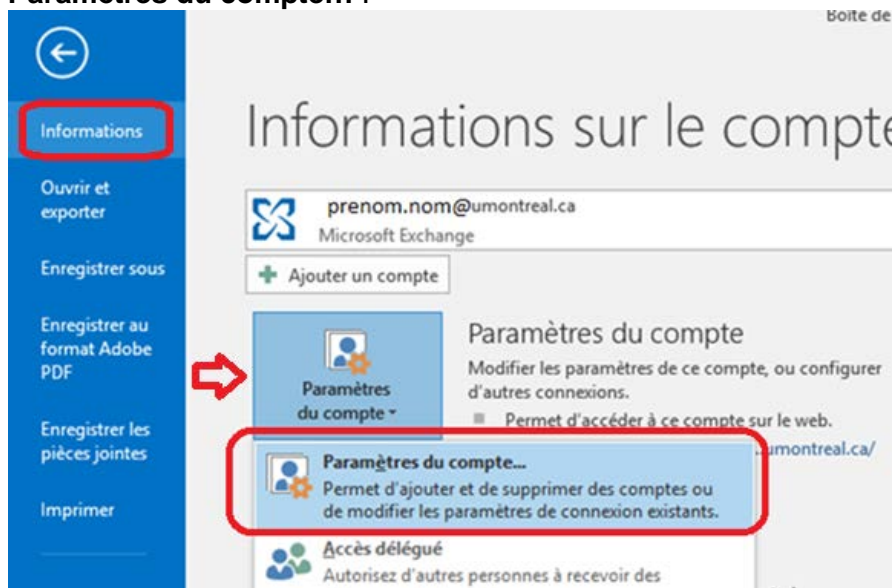 Boîte de
Informations
Informations sur le compte
Ouvrir et
exporter
prenom.nom@umontreal.ca
Microsoft Exchange
Enregistrer sous
Ajouter un compte
Enregistrer au
format Adobe
PDF
Paramètres
du compte
Paramètres du compte
Modifier les paramètres de ce compte, ou configurer
d'autres connexions.
Permet d'accéder à ce compte sur le web.
umontreal.ca/
Enregistrer les
pièces jointes
Paramètres du compte...
Permet d'ajouter et de supprimer des comptes ou
de modifier les paramètres de connexion existants.
Imprimer
Accès délégué
Autorisez d'autres personnes à recevoir des